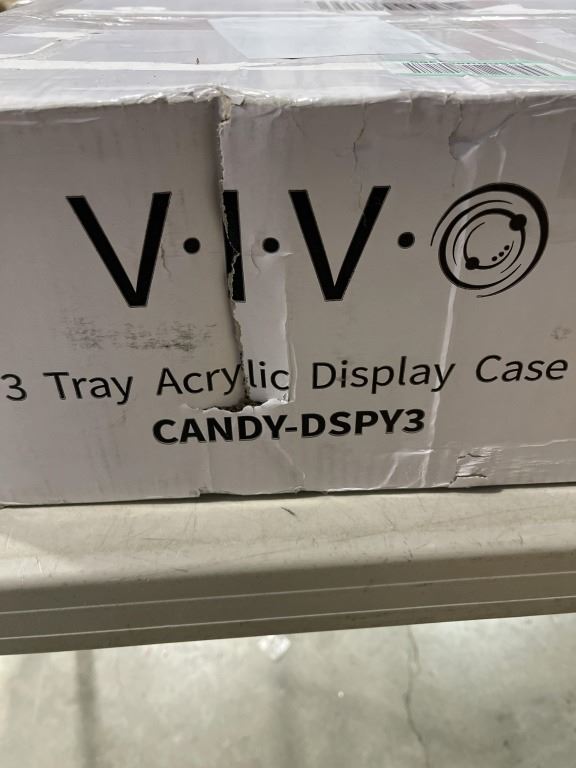 V·I·V·O
3 Tray Acrylic Display Case
CANDY-DSPY3